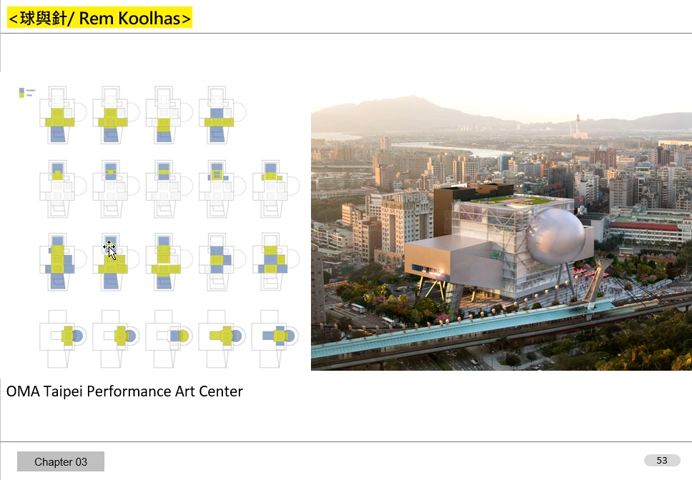 <球與針/ Rem Koolhas>
OMA Taipei Performance Art Center
Chapter 03
53